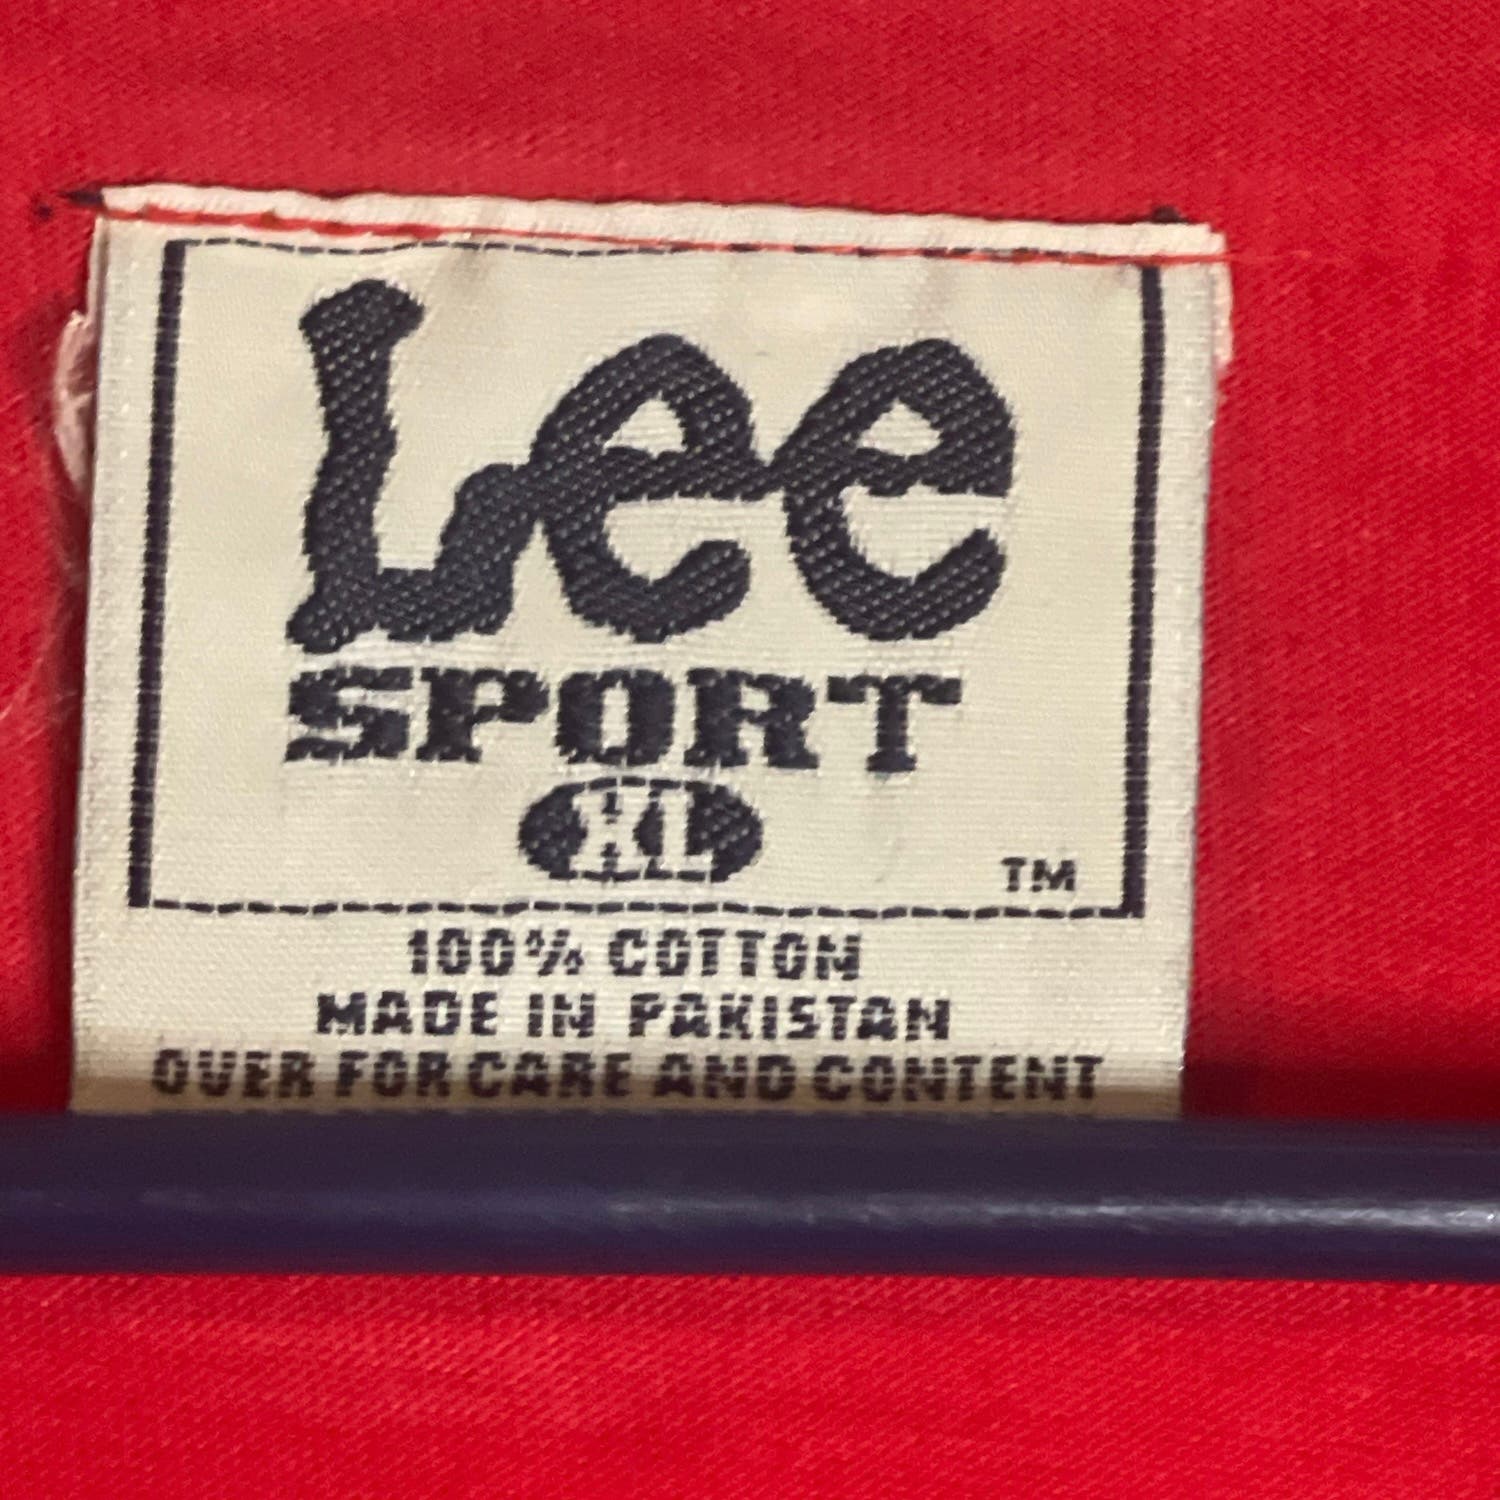 Lee
SPORT
XL
TM
100% COTTON
MADE IN PAKISTAN
OVER FOR CARE AND CONTENT